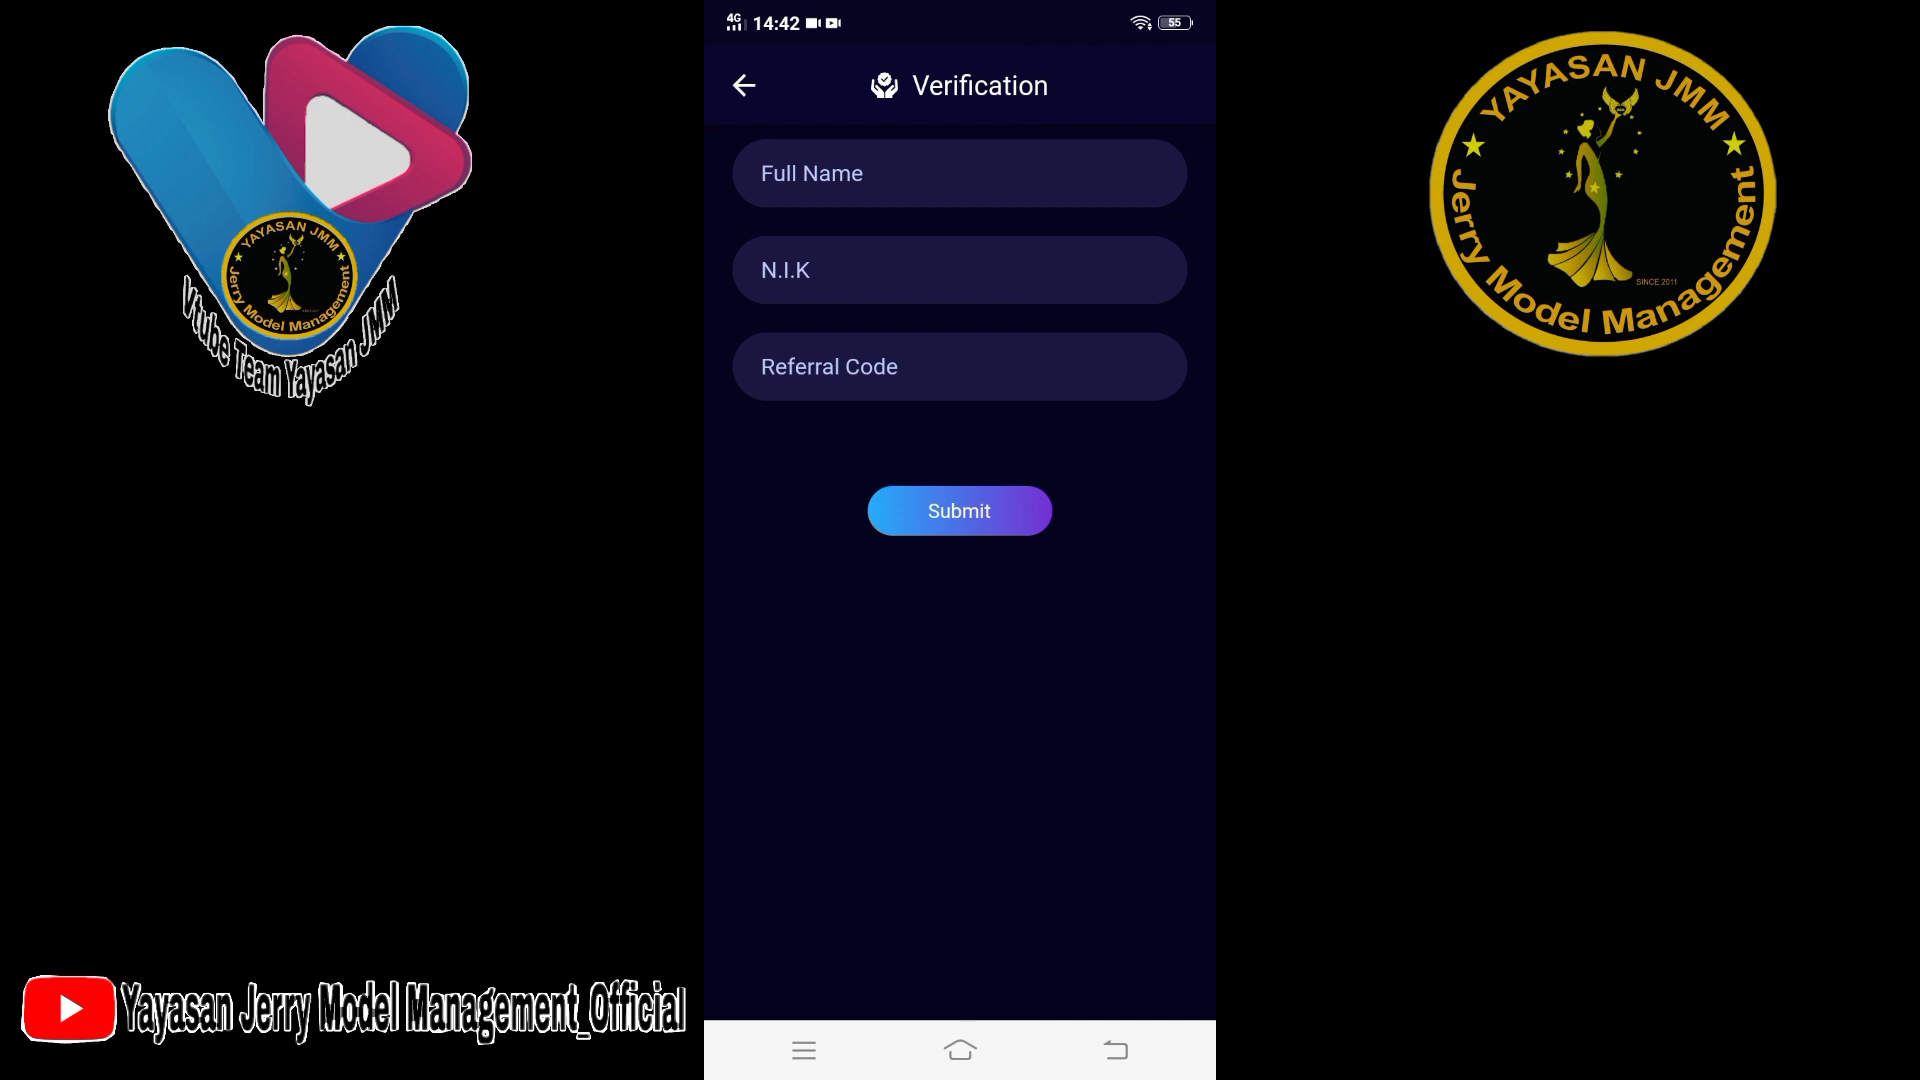 4G 14:42
55
Verification
Full Name
N.I.K
Referral Code
Submit
YAYASAN JMM
Jerry Model Management
Vtube Team Yayasan JMM
YAYASAN JMM
Jerry Model Management
SINCE 2011
Yayasan Jerry Model Management_Official